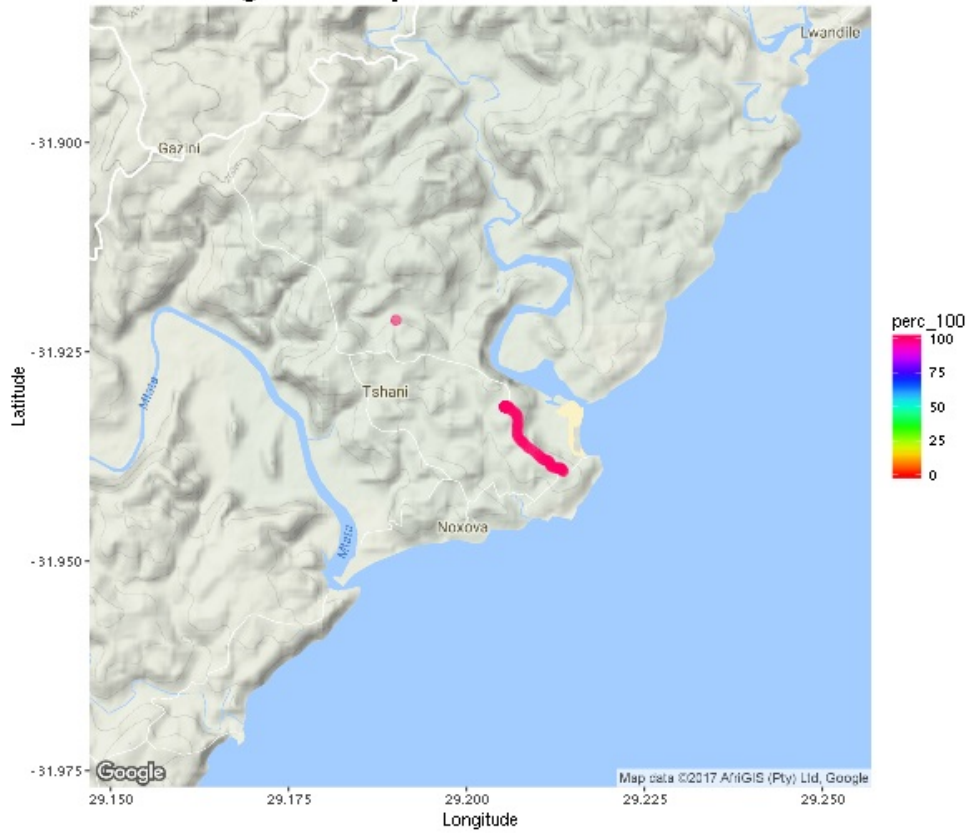 Lwandile
-31.900
Gazini
-31.925
Tshani
Mtata
Noxova
Mtata
-31.950
-31.975
Google
Map data ©2017 AfriGIS (Pty) Ltd, Google
29.150 29.175 29.200 29.225 29.250
Longitude
Latitude
perc_100
100
75
50
25
0